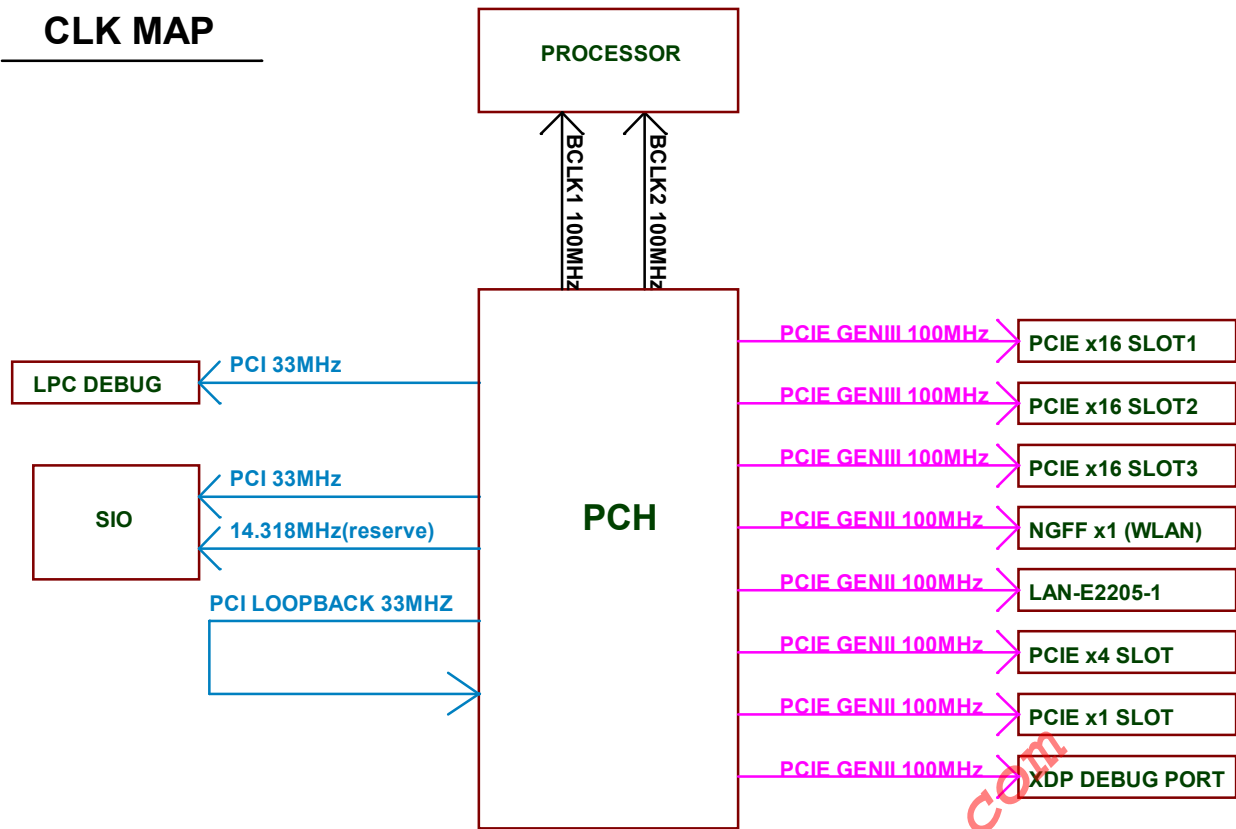 CLK MAP
PROCESSOR
BCLK1 100MHz
BCLK2 100MHz
PCIE GENIII 100MHz
PCIE x16 SLOT1
PCI 33MHz
LPC DEBUG
PCIE GENIII 100MHz
PCIE x16 SLOT2
PCIE GENIII 100MHz
PCIE x16 SLOT3
PCI 33MHz
SIO
PCH
14.318MHz(reserve)
PCIE GENII 100MHz
NGFF x1 (WLAN)
PCIE GENII 100MHz
LAN-E2205-1
PCI LOOPBACK 33MHZ
PCIE GENII 100MHz
PCIE x4 SLOT
PCIE GENII 100MHz
PCIE x1 SLOT
PCIE GENII 100MHz
XDP DEBUG PORT
com